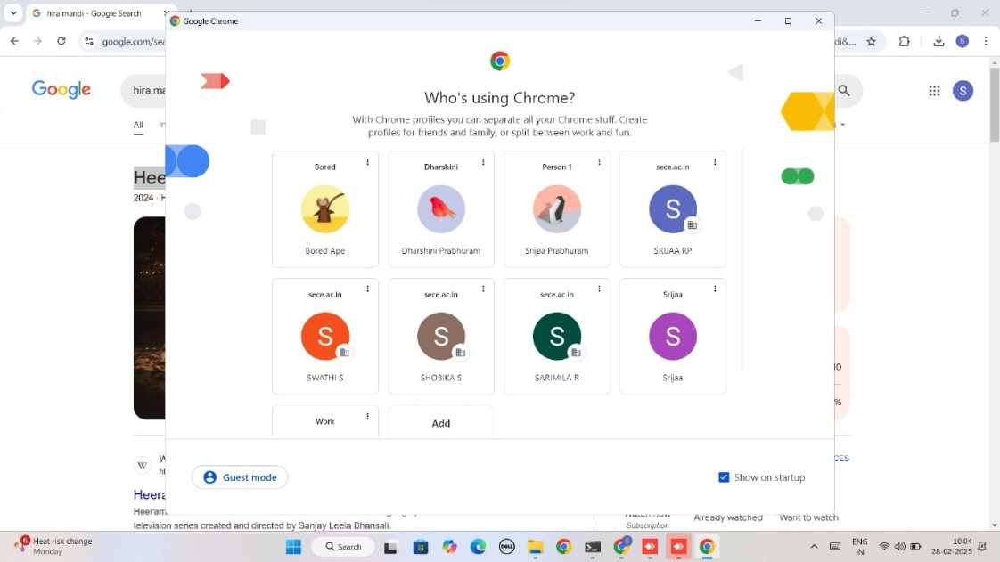 hira mandi - Google Search
Google Chrome
google.com/sea
di&...
S
Google
hira ma
S
All
In
s
Who's using Chrome?
With Chrome profiles you can separate all your Chrome stuff. Create
profiles for friends and family, or split between work and fun.
Hee
2024 · H
Bored
Dharshini
Person 1
sece.ac.in
S
Bored Ape
Dharshini Prabhuram
Srijaa Prabhuram
SRIJAA RP
sece.ac.in
sece.ac.in
sece.ac.in
Srijaa
S
S
S
S
SWATHI S
SHOBIKA S
SARIMILA R
Srijaa
10
%
Work
Add
W
W
ht
CES
Guest mode
Show on startup
Heera
Heeram
television series created and directed by Sanjay Leela Bhansali.
Watch now
Already watched
Want to watch
Subscription
6
Heat risk change
Monday
Search
DELL
S
ENG
IN
10:04
28-02-2025